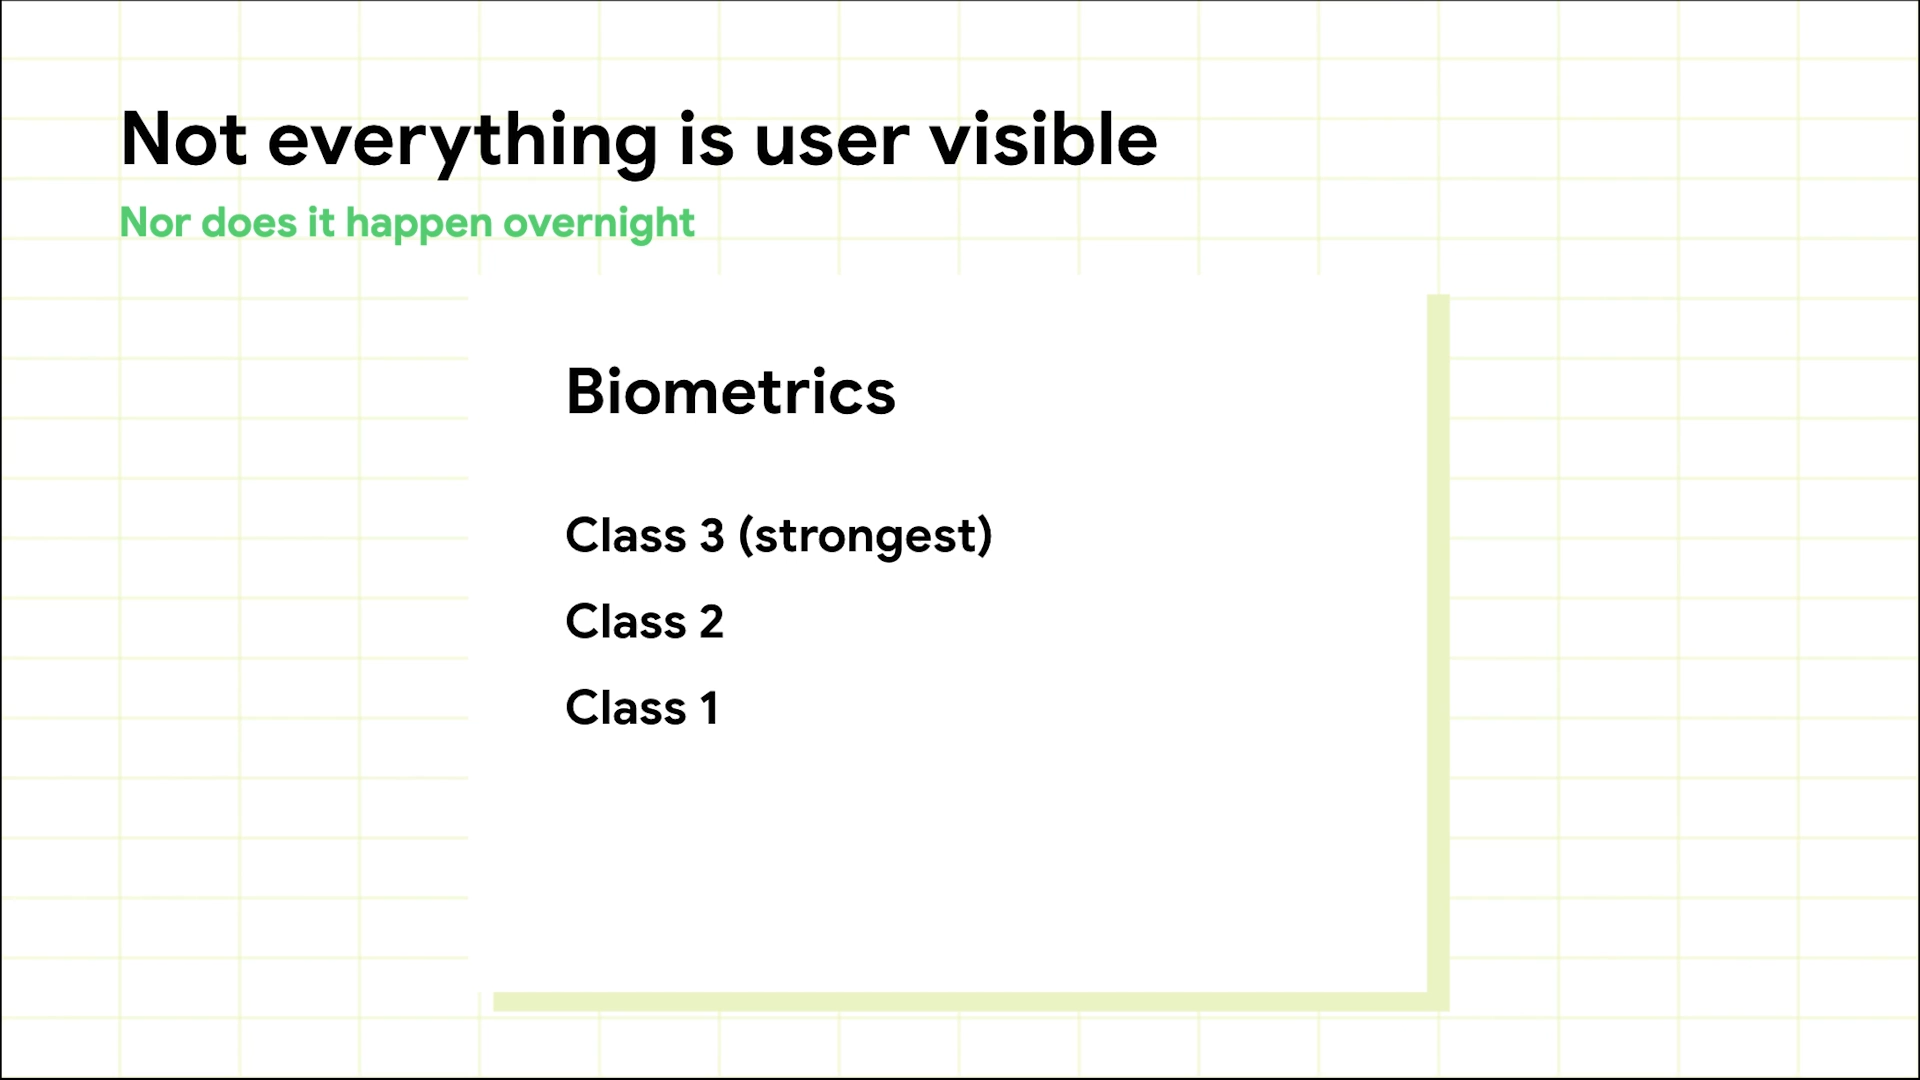 Not everything is user visible
Nor does it happen overnight
Biometrics
Class 3 (strongest)
Class 2
Class 1